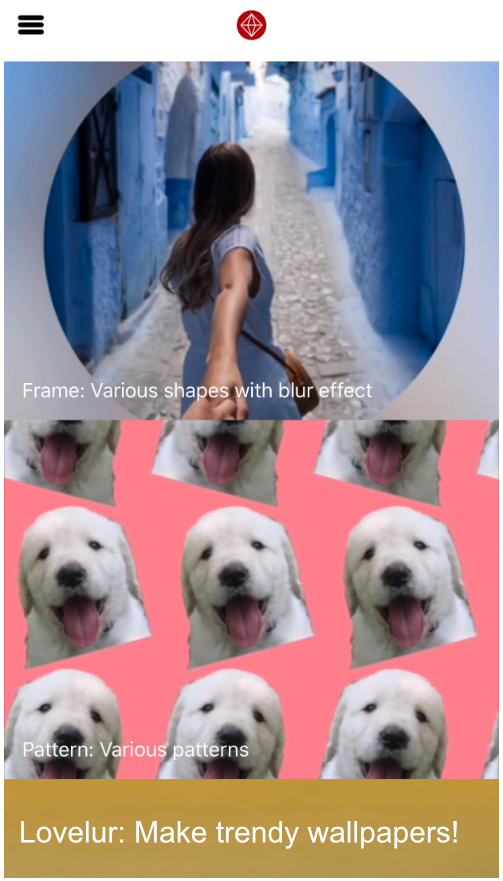 Frame: Various shapes with blur effect
Pattern: Various patterns
Lovelur: Make trendy wallpapers!